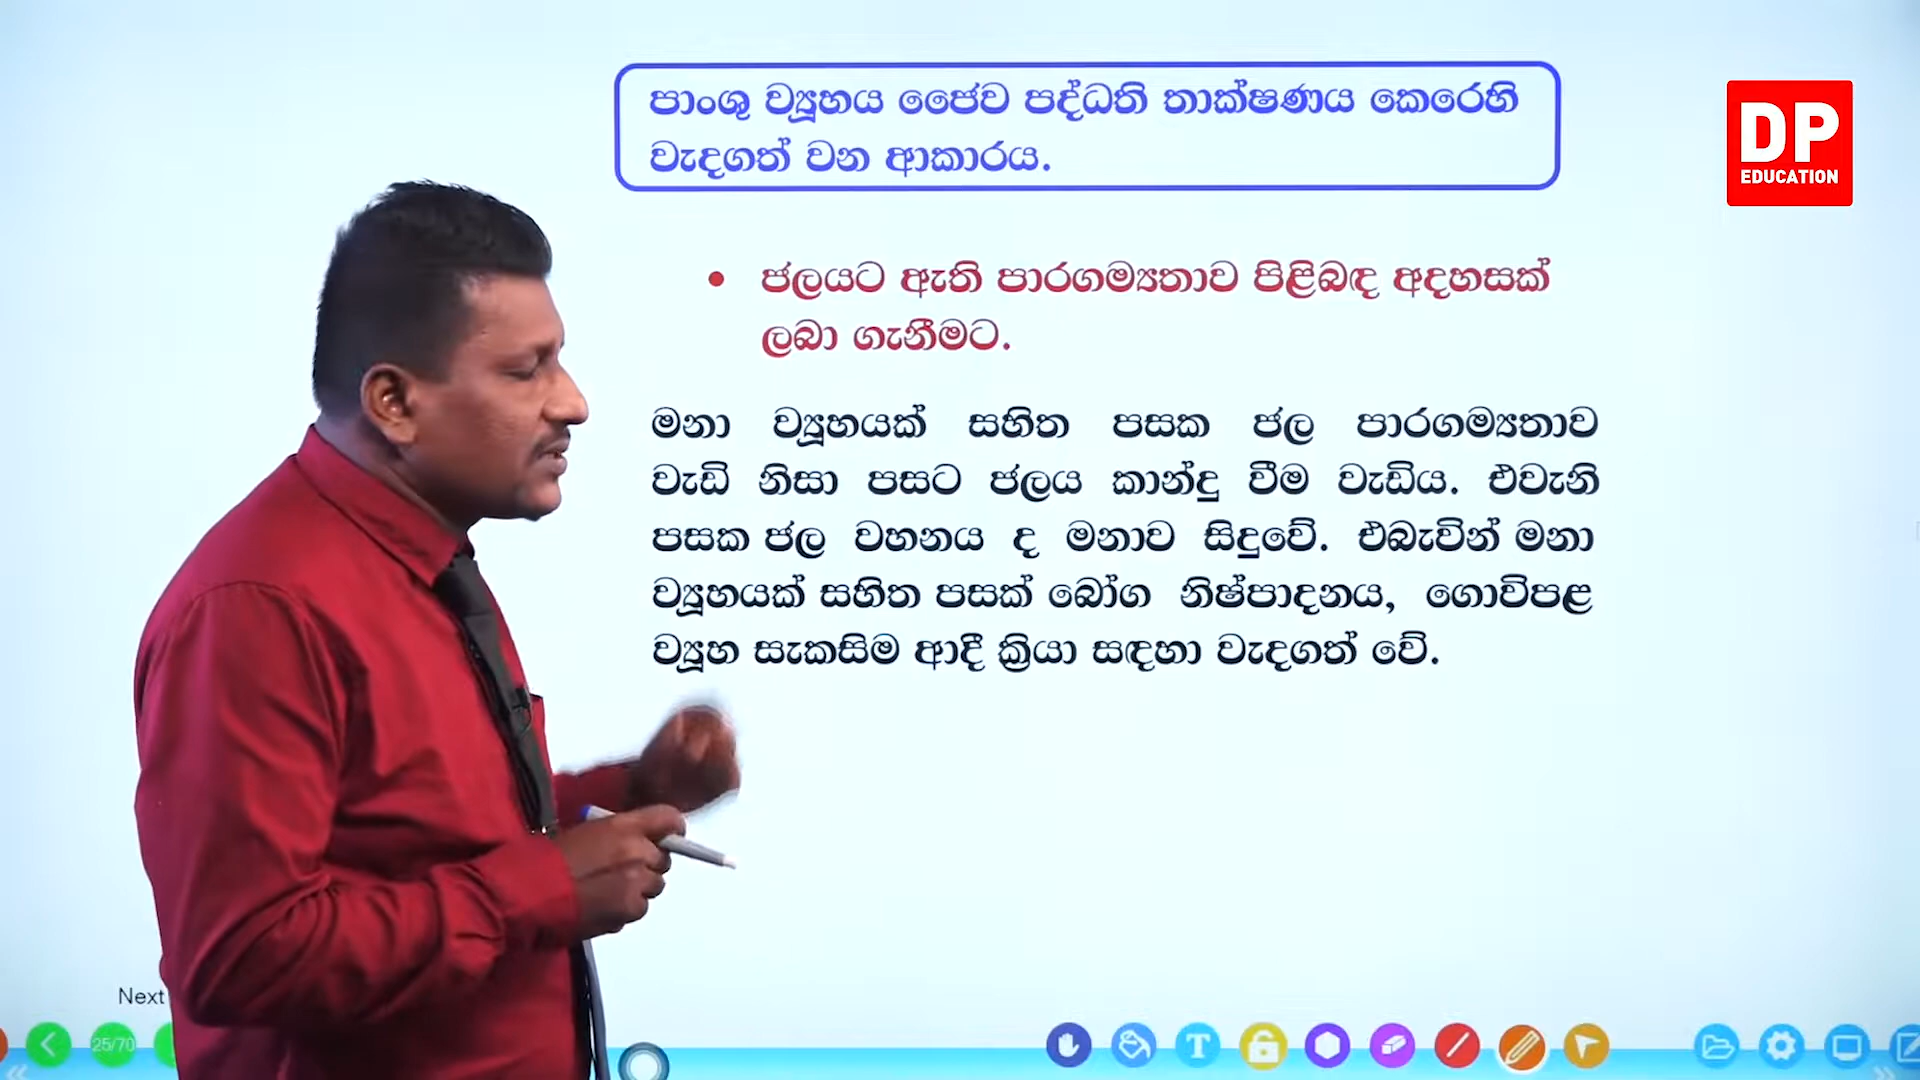 පාංශු ව්‍යූහය ජෛව පද්ධති තාක්ෂණය කෙරෙහි
වැදගත් වන ආකාරය.
DP
EDUCATION
• ජලයට ඇති පාරගම්‍යතාව පිළිබඳ අදහසක්
ලබා ගැනීමට.
මනා ව්‍යූහයක් සහිත පසක ජල පාරගම්‍යතාව
වැඩි නිසා පසට ජලය කාන්දු වීම වැඩිය. එවැනි
පසක ජල වහනය ද මනාව සිදුවේ. එබැවින් මනා
ව්‍යූහයක් සහිත පසක් බෝග නිෂ්පාදනය, ගොවිපළ
ව්‍යූහ සැකසිම ආදී ක්‍රියා සඳහා වැදගත් වේ.
Next
25/70
T